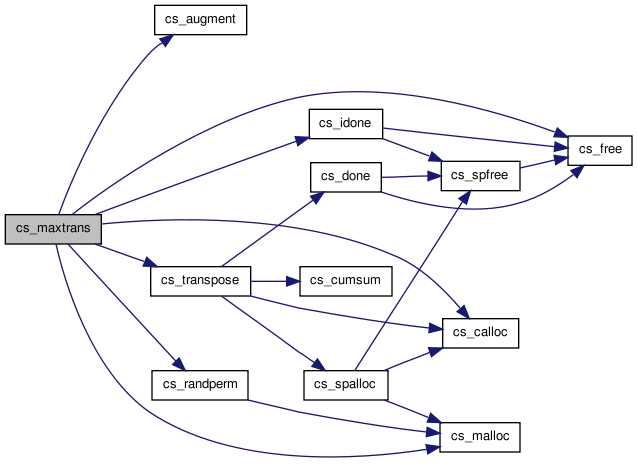 cs_augment
cs_idone
cs_free
cs_done
cs_spfree
cs_maxtrans
cs_transpose
cs_cumsum
cs_calloc
cs_randperm
cs_spalloc
cs_malloc